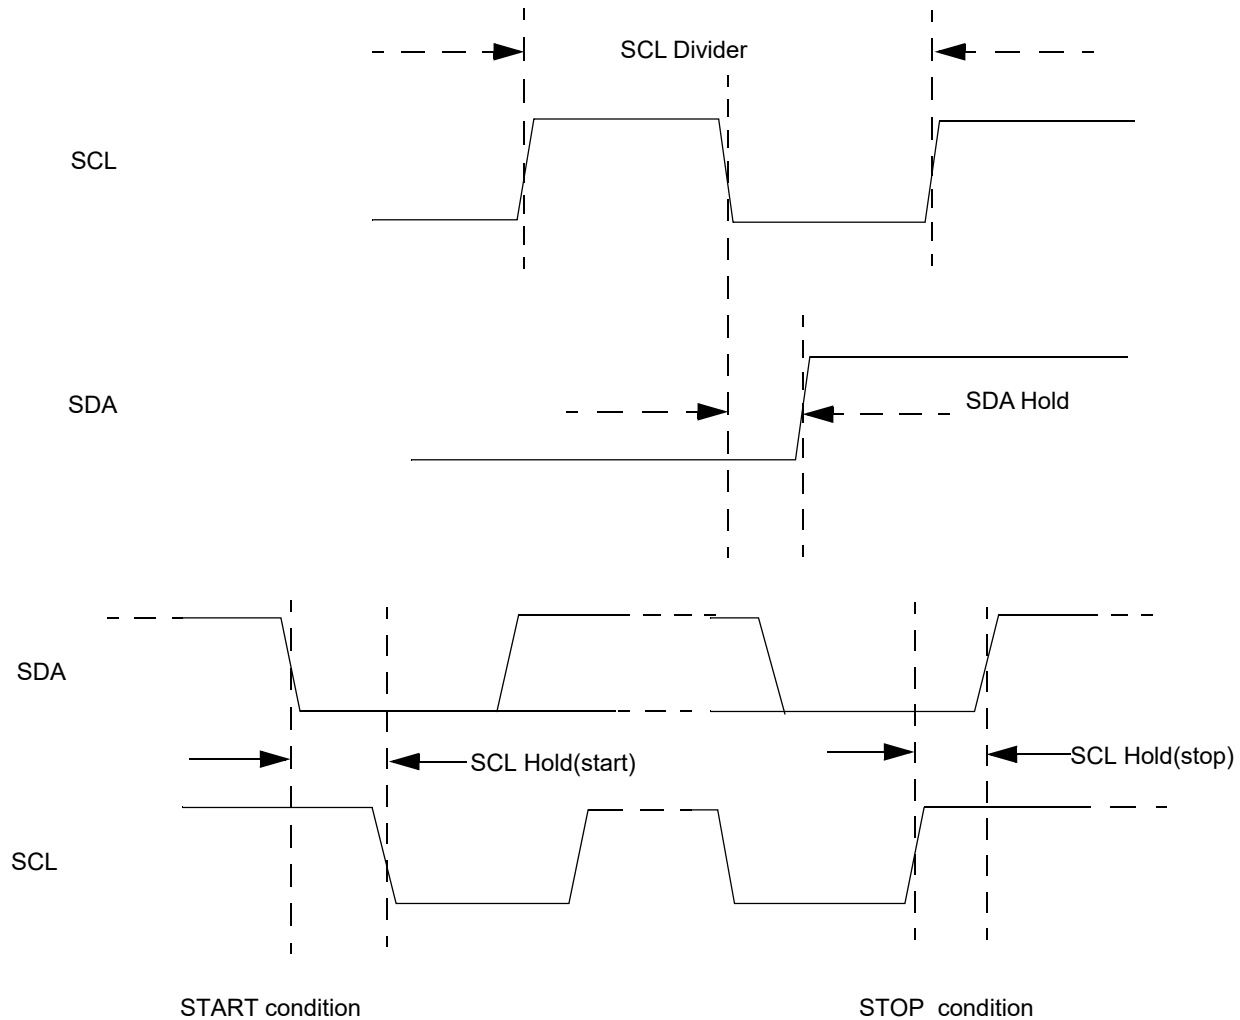 SCL Divider
SCL
SDA
SDA Hold
SDA
SCL Hold(start)
SCL Hold(stop)
SCL
START condition
STOP condition